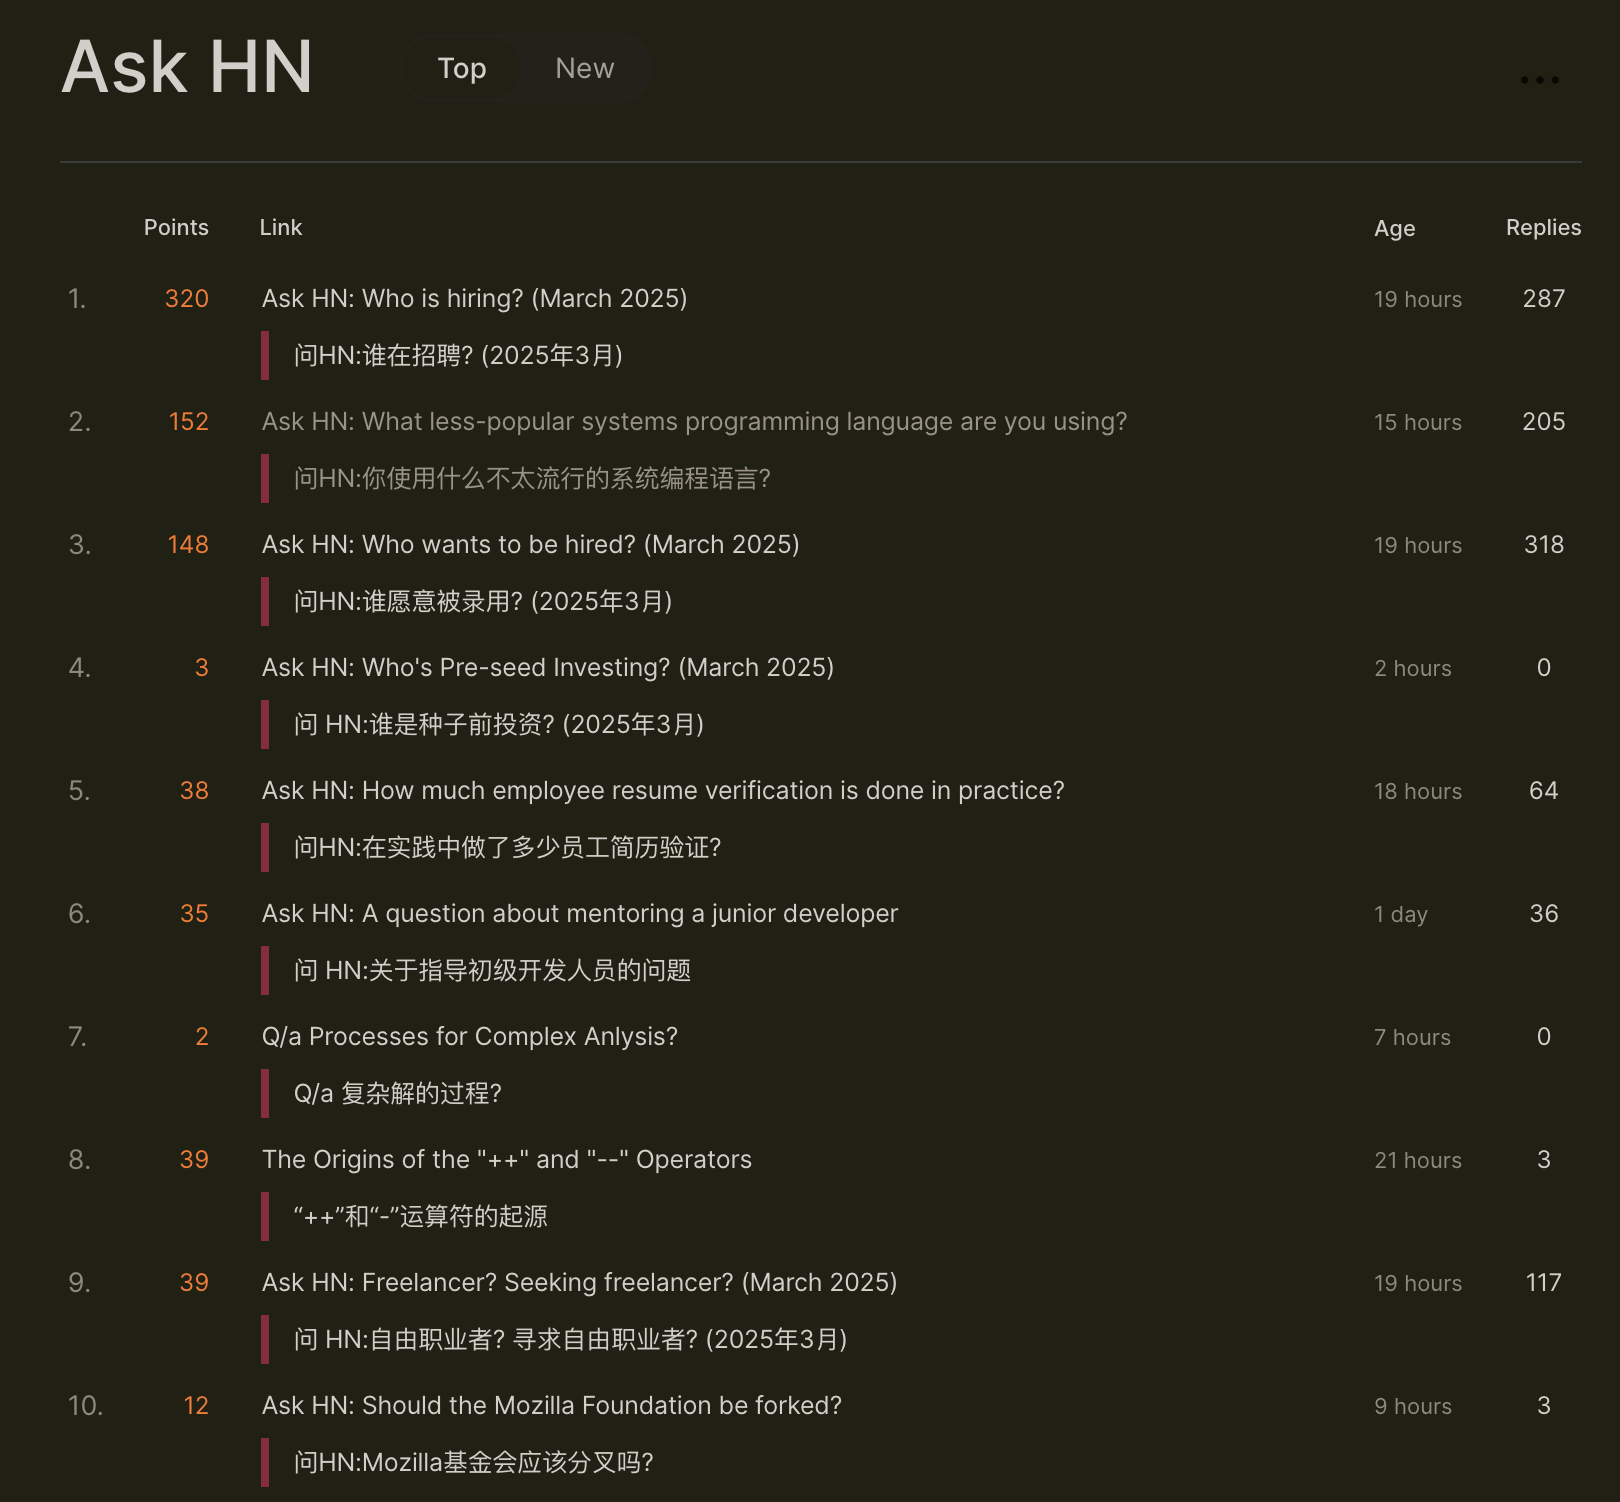 Ask HN Top New
Points Link Age Replies
1. 320 Ask HN: Who is hiring? (March 2025) 19 hours 287
问HN:谁在招聘? (2025年3月)
2. 152 Ask HN: What less-popular systems programming language are you using? 15 hours 205
问HN:你使用什么不太流行的系统编程语言?
3. 148 Ask HN: Who wants to be hired? (March 2025) 19 hours 318
问HN:谁愿意被录用? (2025年3月)
4. 3 Ask HN: Who's Pre-seed Investing? (March 2025) 2 hours 0
问 HN:谁是种子前投资? (2025年3月)
5. 38 Ask HN: How much employee resume verification is done in practice? 18 hours 64
问HN:在实践中做了多少员工简历验证?
6. 35 Ask HN: A question about mentoring a junior developer 1 day 36
问 HN:关于指导初级开发人员的问题
7. 2 Q/a Processes for Complex Anlysis? 7 hours 0
Q/a 复杂解的过程?
8. 39 The Origins of the "++" and "--" Operators 21 hours 3
“++”和“-”运算符的起源
9. 39 Ask HN: Freelancer? Seeking freelancer? (March 2025) 19 hours 117
问 HN:自由职业者? 寻求自由职业者? (2025年3月)
10. 12 Ask HN: Should the Mozilla Foundation be forked? 9 hours 3
问HN:Mozilla基金会应该分叉吗?